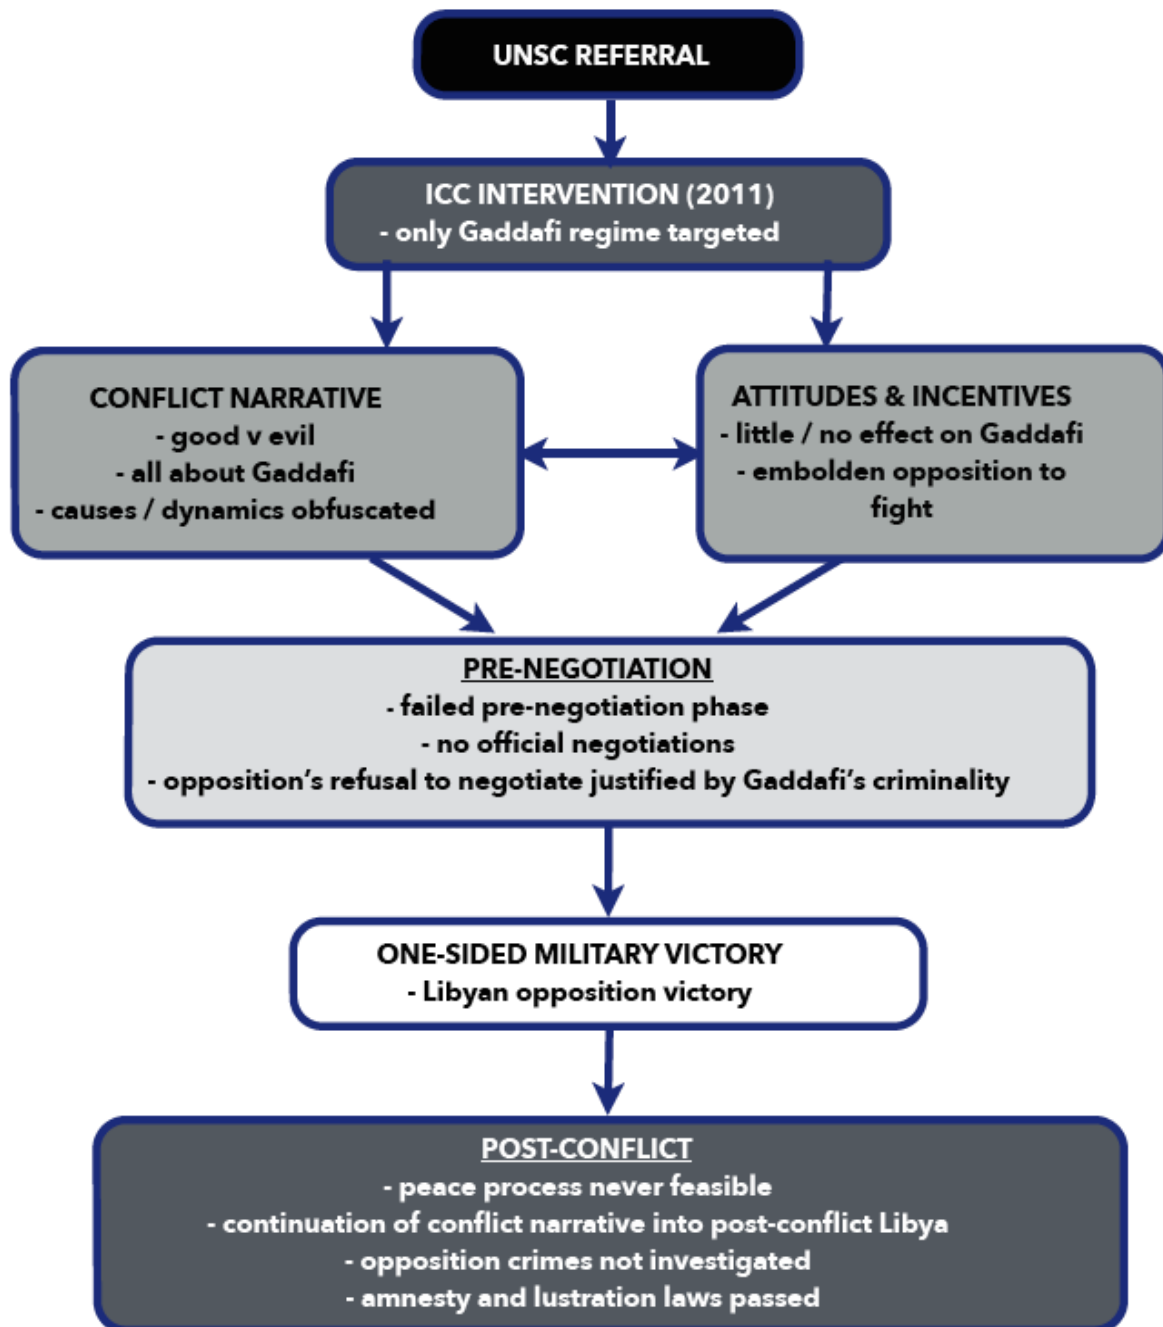 UNSC REFERRAL
ICC INTERVENTION (2011)
- only Gaddafi regime targeted
CONFLICT NARRATIVE
- good v evil
- all about Gaddafi
- causes / dynamics obfuscated
ATTITUDES & INCENTIVES
- little / no effect on Gaddafi
- embolden opposition to
fight
PRE-NEGOTIATION
- failed pre-negotiation phase
- no official negotiations
- opposition's refusal to negotiate justified by Gaddafi's criminality
ONE-SIDED MILITARY VICTORY
- Libyan opposition victory
POST-CONFLICT
- peace process never feasible
- continuation of conflict narrative into post-conflict Libya
- opposition crimes not investigated
- amnesty and lustration laws passed